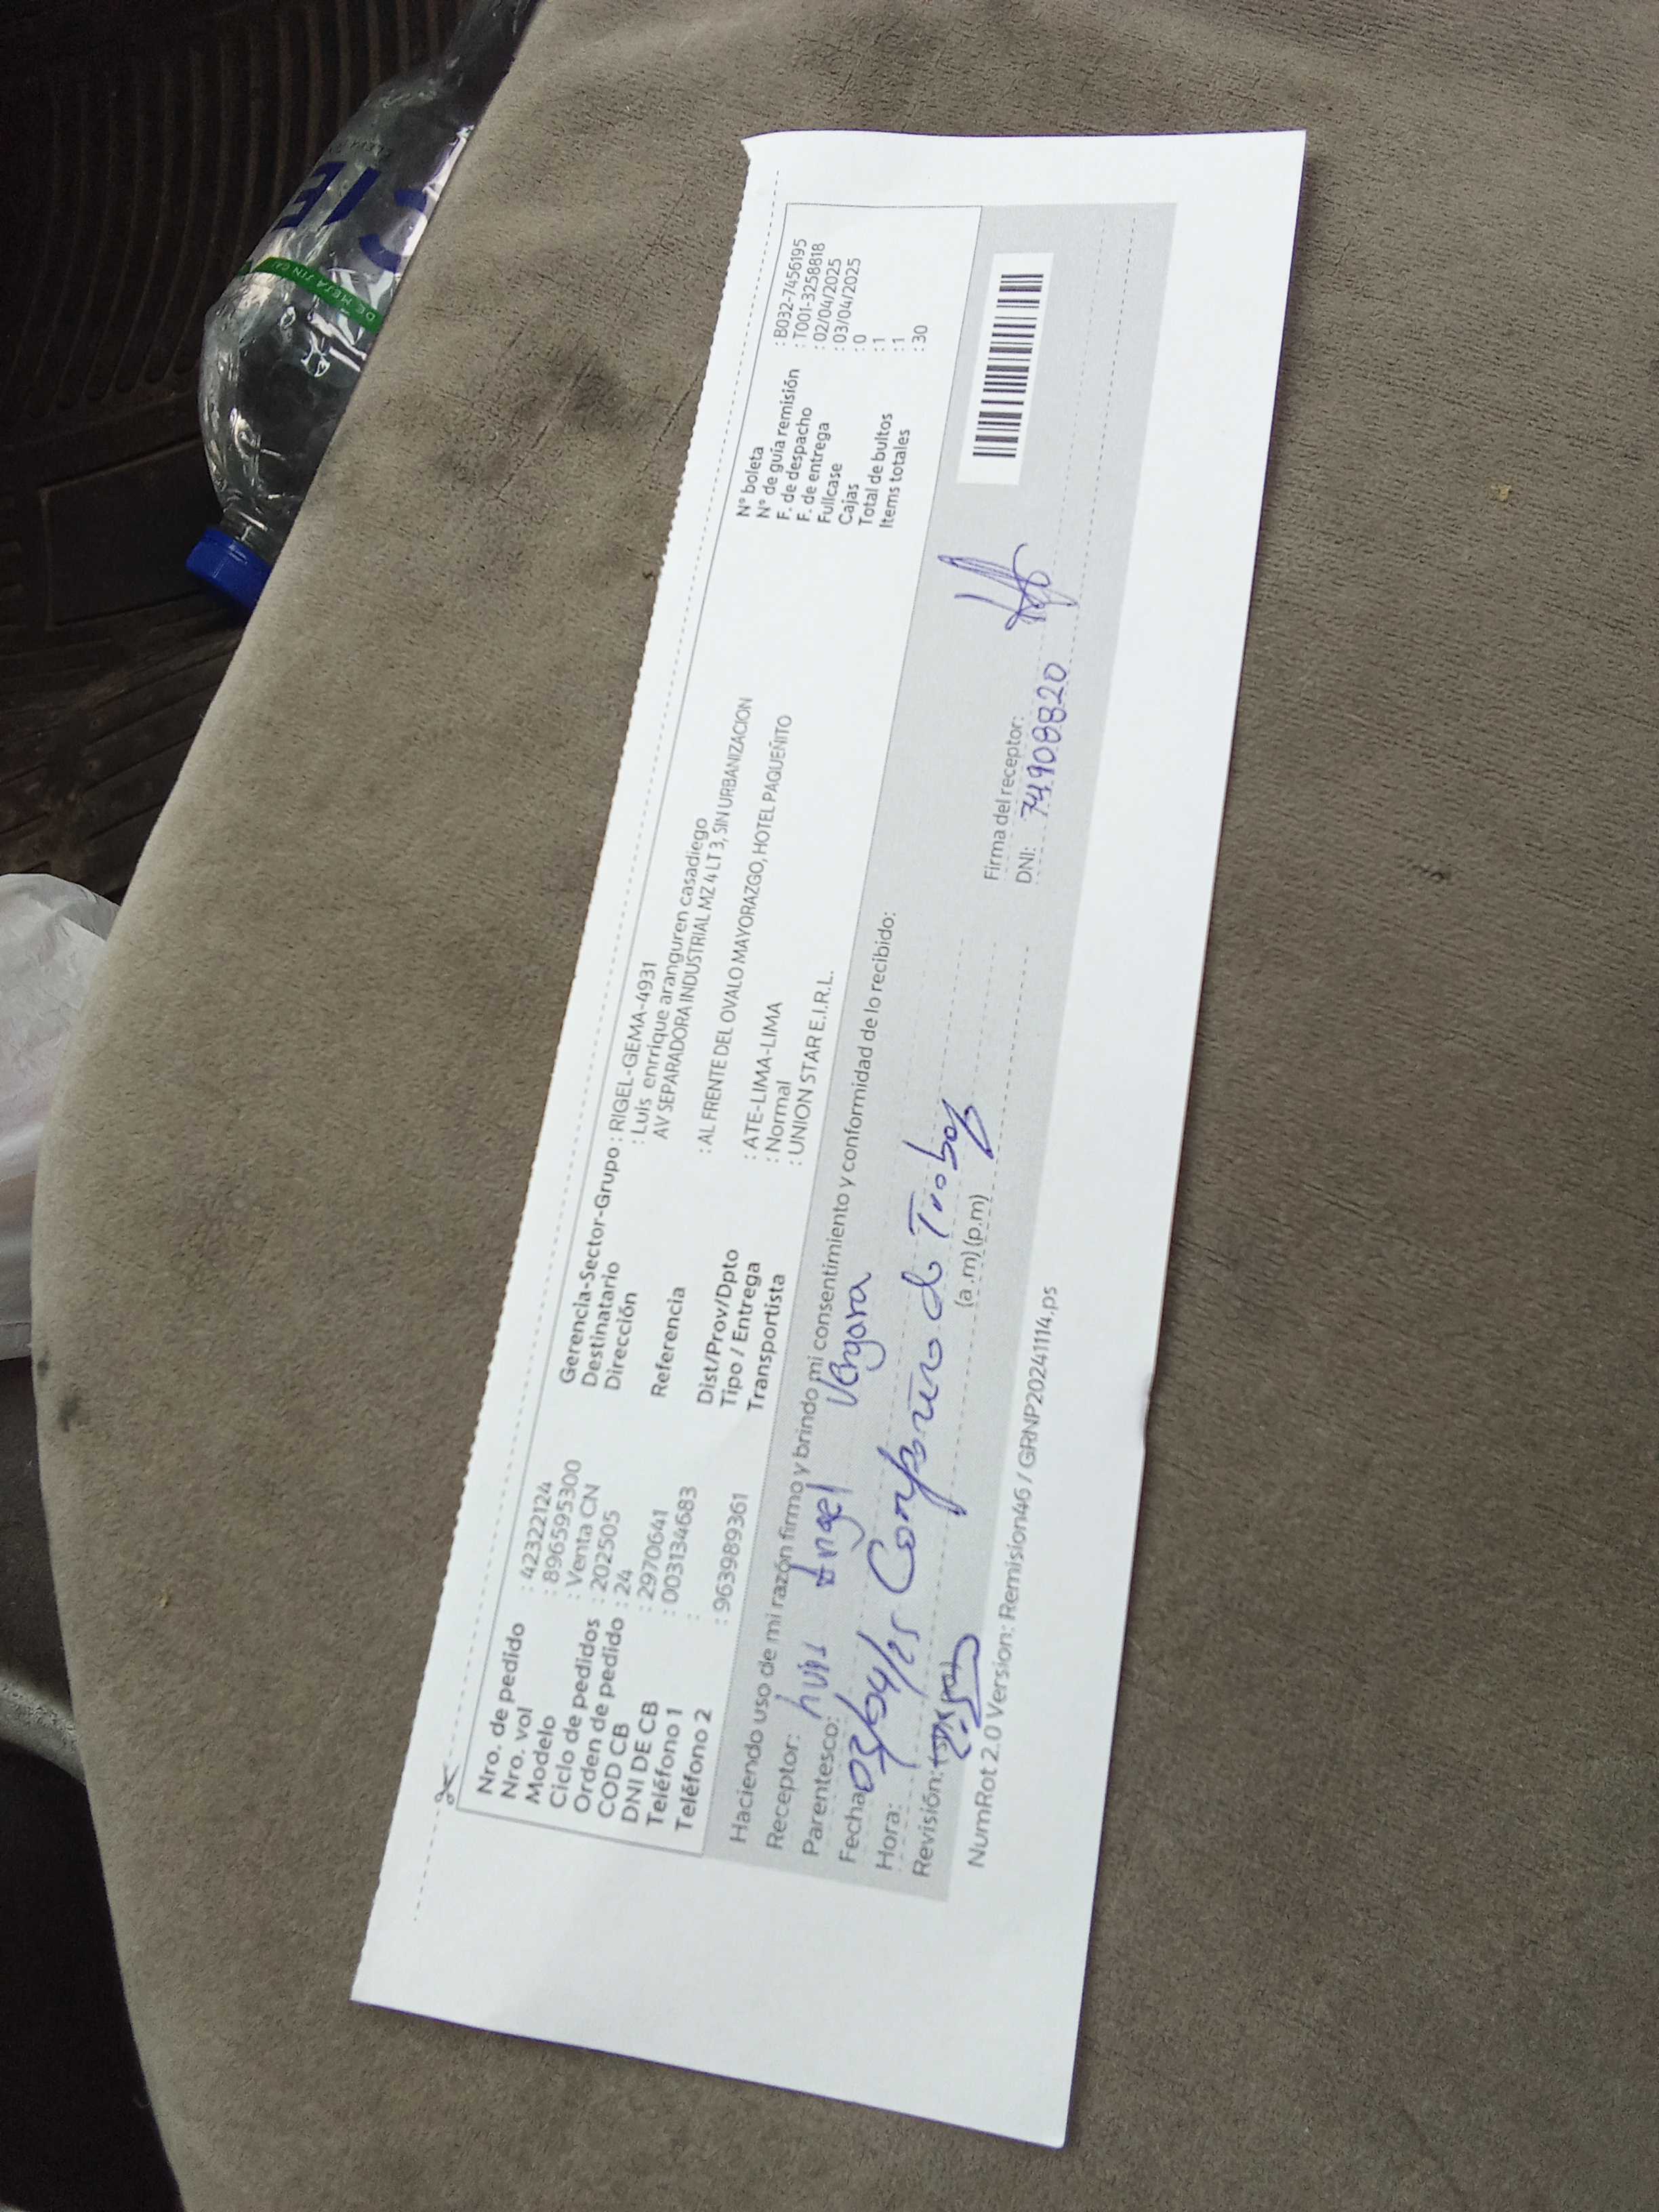 Nro. de pedido : 42322124
Nro. vol : 896595300
Modelo : Venta CN
Ciclo de pedidos : 202505
Orden de pedido : 24
COD CB : 2970641
DNI DE CB : 003134683
Teléfono 1 :
Teléfono 2 : 963989361
Gerencia-Sector-Grupo : RIGEL-GEMA-4931
Destinatario : Luis enrrique aranguren casadiego
Dirección AV SEPARADORA INDUSTRIAL MZ 4 LT 3, SIN URBANIZACION
Referencia : AL FRENTE DEL OVALO MAYORAZGO, HOTEL PAQUEÑITO
Dist/Prov/Dpto : ATE-LIMA-LIMA
Tipo / Entrega : Normal
Transportista : UNION STAR E.I.R.L.
N° boleta : B032-7456195
N° de guía remisión : T001-3258818
F. de despacho : 02/04/2025
F. de entrega : 03/04/2025
Fullcase : 0
Cajas : 1
Total de bultos : 1
Items totales : 30
Haciendo uso de mi razón firmo y brindo mi consentimiento y conformidad de lo recibido:
Receptor: Luis Angel Vergara
Parentesco: Compañero de Trabaj
Fecha: 03/04/25
Hora: (a.m) (p.m)
Revisión:
Firma del receptor:
DNI: 74908820
NumRot 2.0 Version: Remision46 / GRNP20241114.ps
CIE
DE META FIN CA